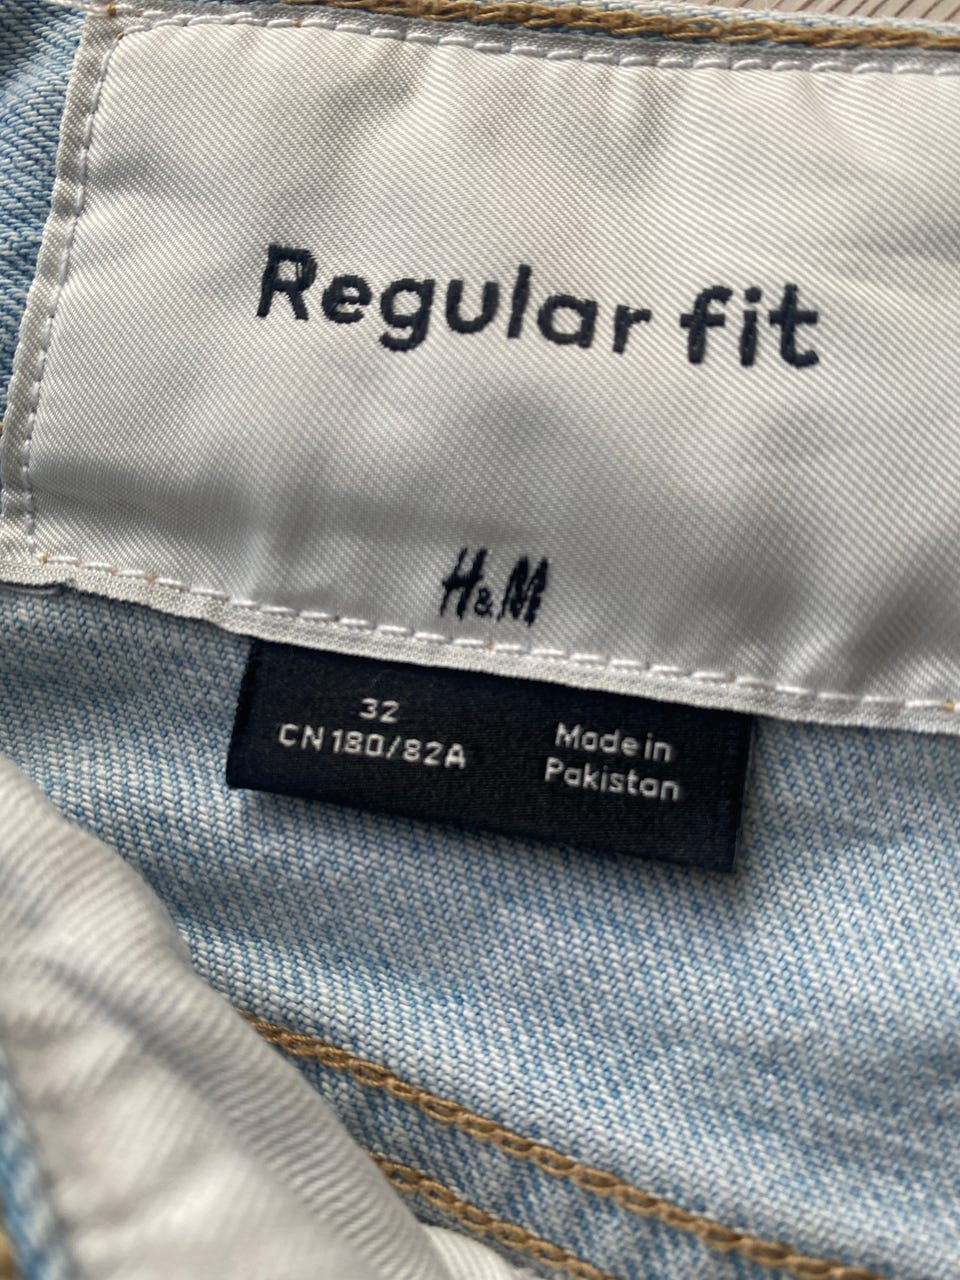 Regular fit
H&M
32
CN 180/82A
Made in
Pakistan